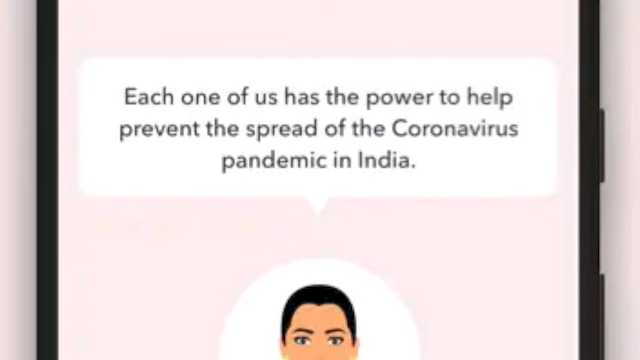 Each one of us has the power to help
prevent the spread of the Coronavirus
pandemic in India.